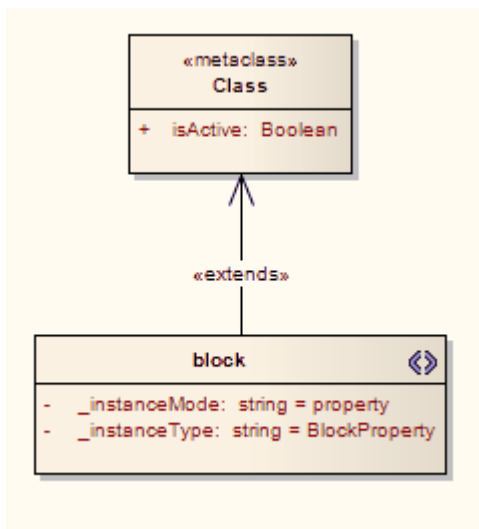 «metaclass»
Class
+ isActive: Boolean
«extends»
block
- _instanceMode: string = property
- _instanceType: string = BlockProperty